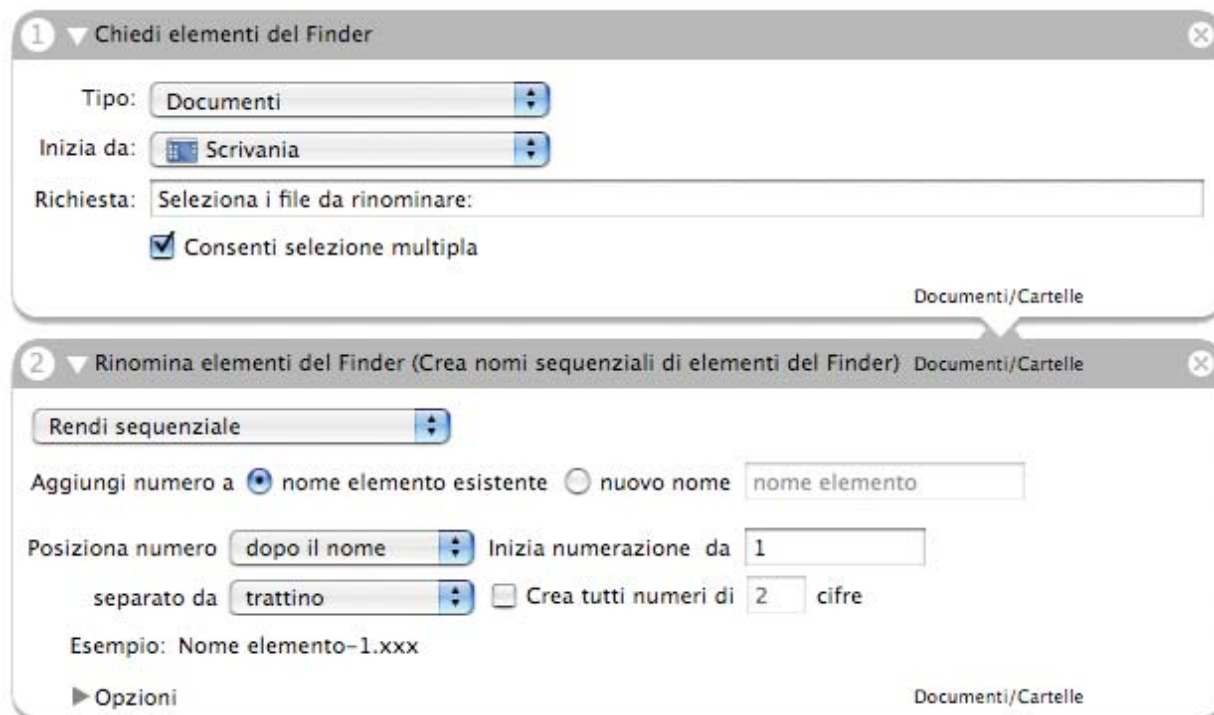 1 Chiedi elementi del Finder
Tipo: Documenti
Inizia da: Scrivania
Richiesta: Seleziona i file da rinominare:
Consenti selezione multipla
Documenti/Cartelle
2 Rinomina elementi del Finder (Crea nomi sequenziali di elementi del Finder) Documenti/Cartelle
Rendi sequenziale
Aggiungi numero a nome elemento esistente nuovo nome nome elemento
Posiziona numero dopo il nome Inizia numerazione da 1
separato da trattino Crea tutti numeri di 2 cifre
Esempio: Nome elemento-1.xxx
Opzioni Documenti/Cartelle